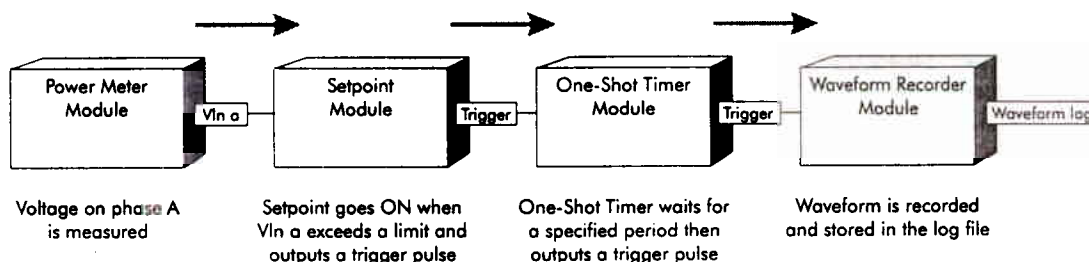 Power Meter
Module
Vln a
Setpoint
Module
Trigger
One-Shot Timer
Module
Trigger
Waveform Recorder
Module
Waveform log
Voltage on phase A
is measured
Setpoint goes ON when
Vln a exceeds a limit and
outputs a trigger pulse
One-Shot Timer waits for
a specified period then
outputs a trigger pulse
Waveform is recorded
and stored in the log file